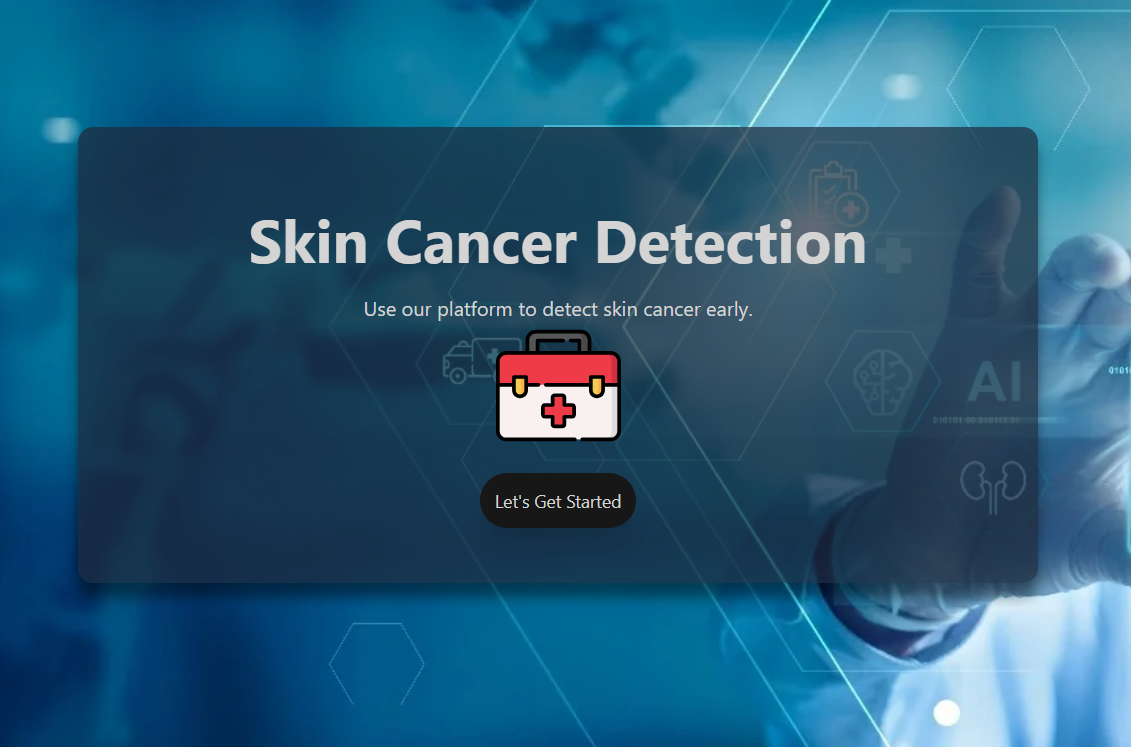 Skin Cancer Detection
Use our platform to detect skin cancer early.
AI
Let's Get Started